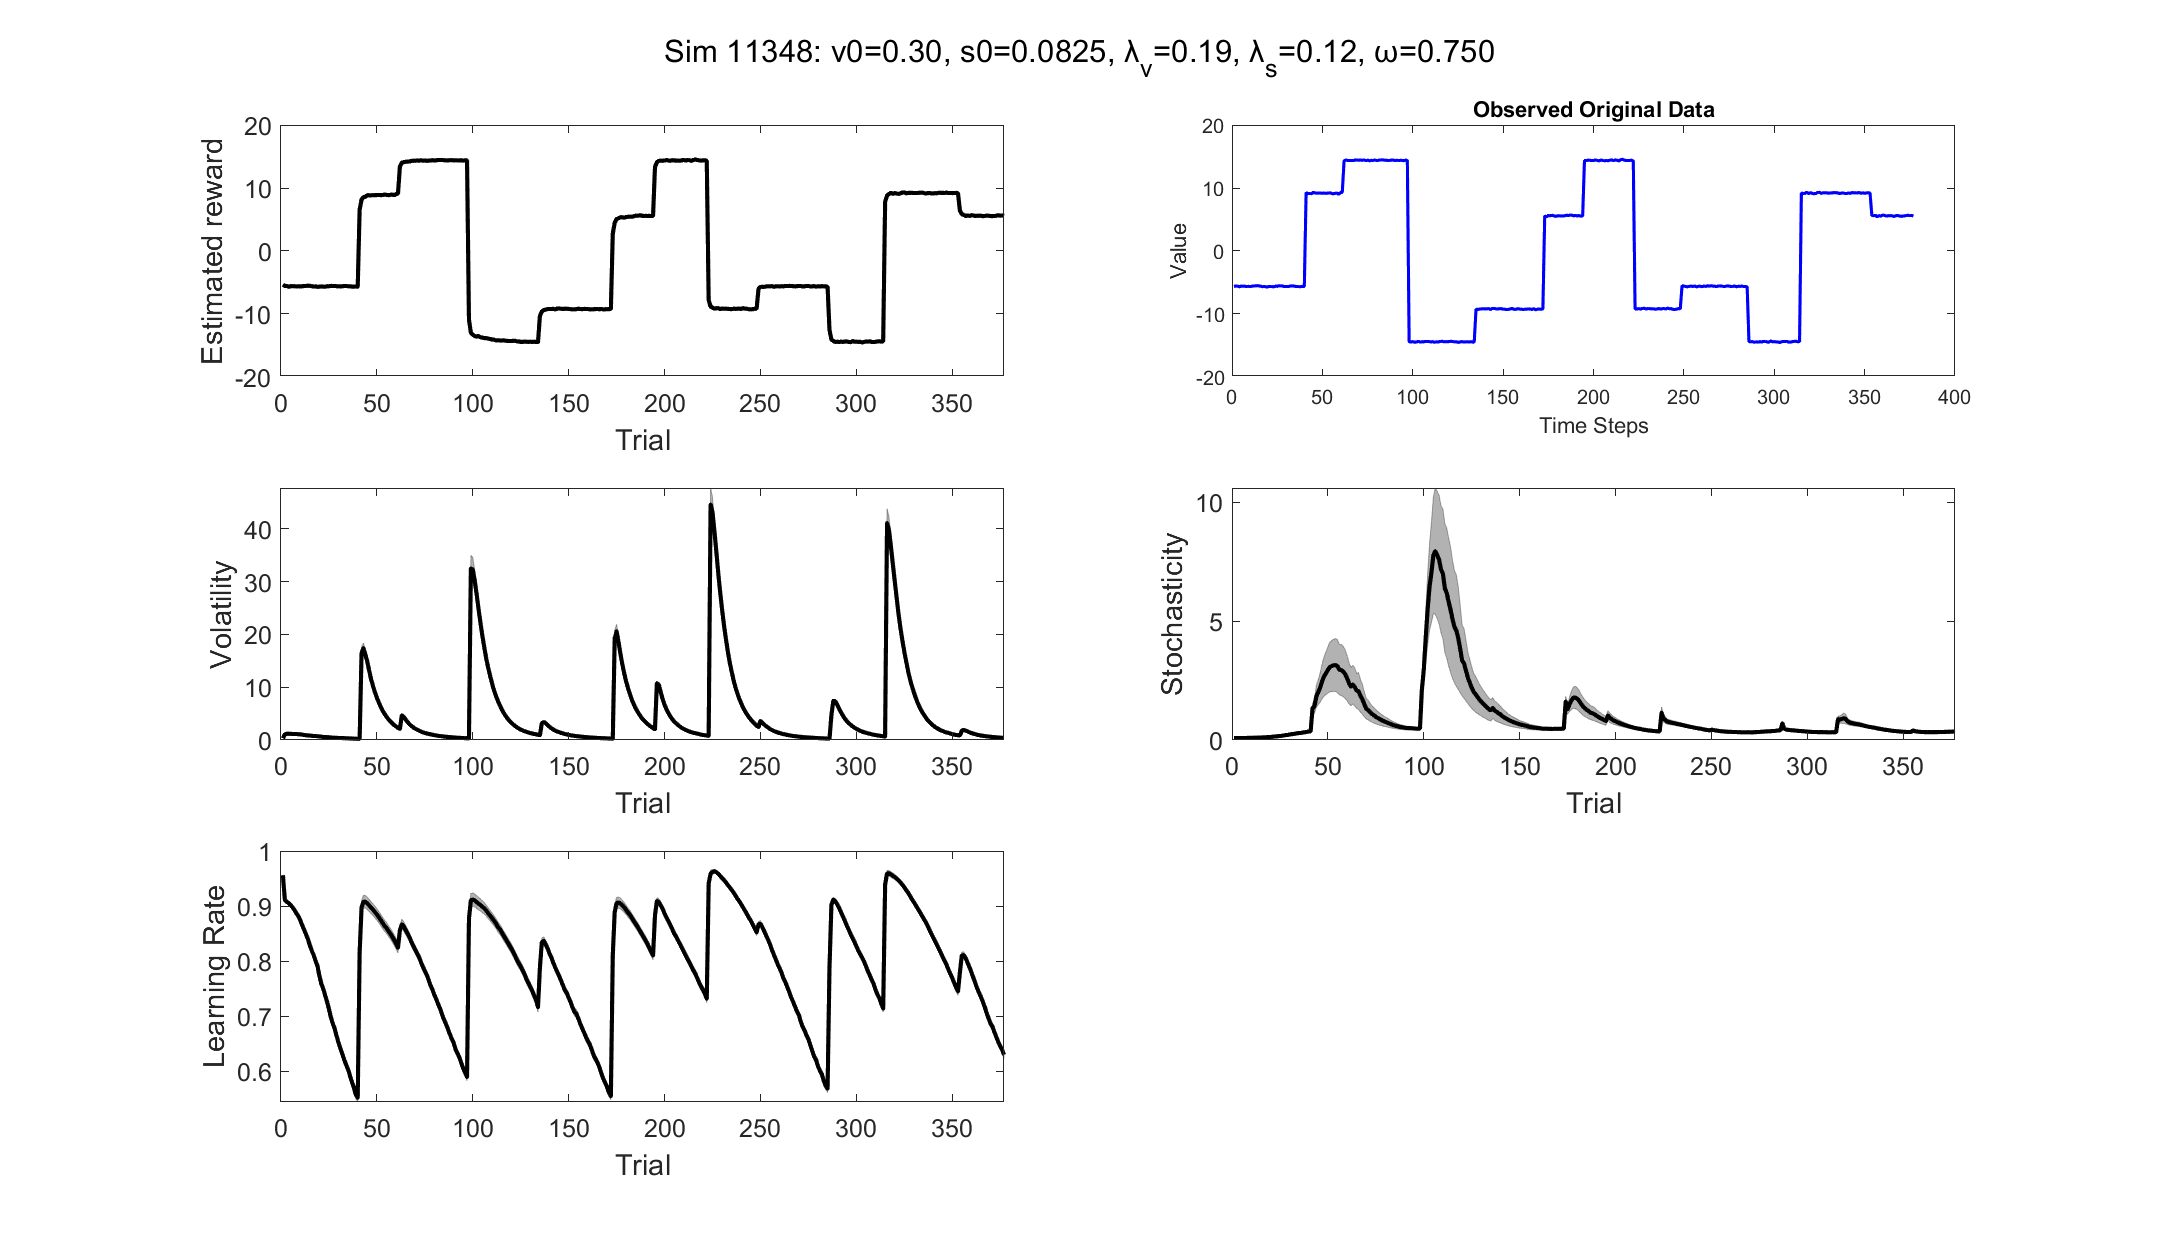 Sim 11348: v0=0.30, s0=0.0825, λv=0.19, λs=0.12, ω=0.750
20
10
0
-10
-20
Estimated reward
0 50 100 150 200 250 300 350
Trial
Observed Original Data
20
10
0
-10
-20
Value
0 50 100 150 200 250 300 350 400
Time Steps
40
30
20
10
0
Volatility
0 50 100 150 200 250 300 350
Trial
10
5
0
Stochasticity
0 50 100 150 200 250 300 350
Trial
1
0.9
0.8
0.7
0.6
Learning Rate
0 50 100 150 200 250 300 350
Trial